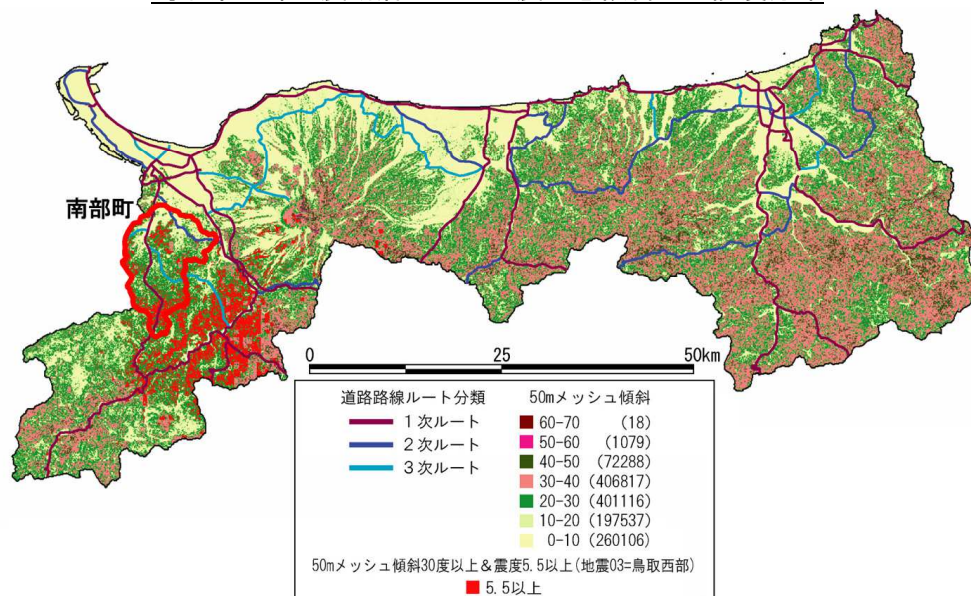 南部町
0 25 50km
道路路線ルート分類
1次ルート
2次ルート
3次ルート
50mメッシュ傾斜
60-70 (18)
50-60 (1079)
40-50 (72288)
30-40 (406817)
20-30 (401116)
10-20 (197537)
0-10 (260106)
50mメッシュ傾斜30度以上&震度5.5以上(地震03=鳥取西部)
5.5以上